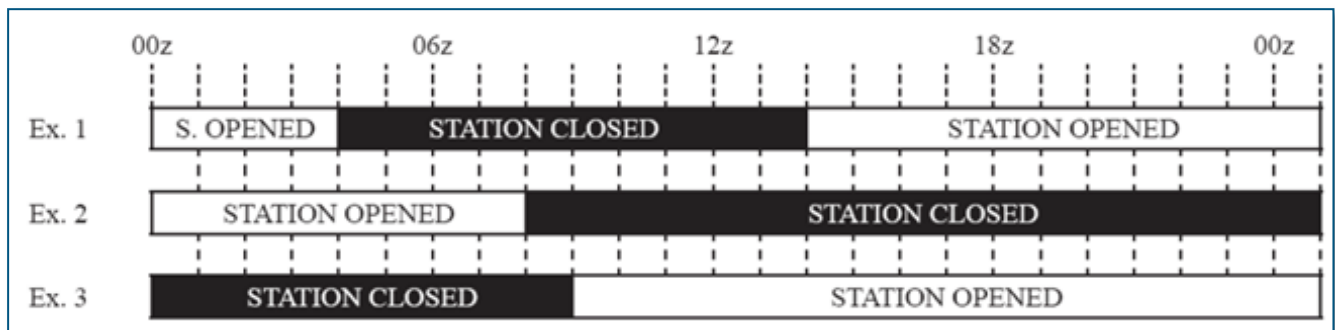 00z 06z 12z 18z 00z
Ex. 1 S. OPENED STATION CLOSED STATION OPENED
Ex. 2 STATION OPENED STATION CLOSED
Ex. 3 STATION CLOSED STATION OPENED